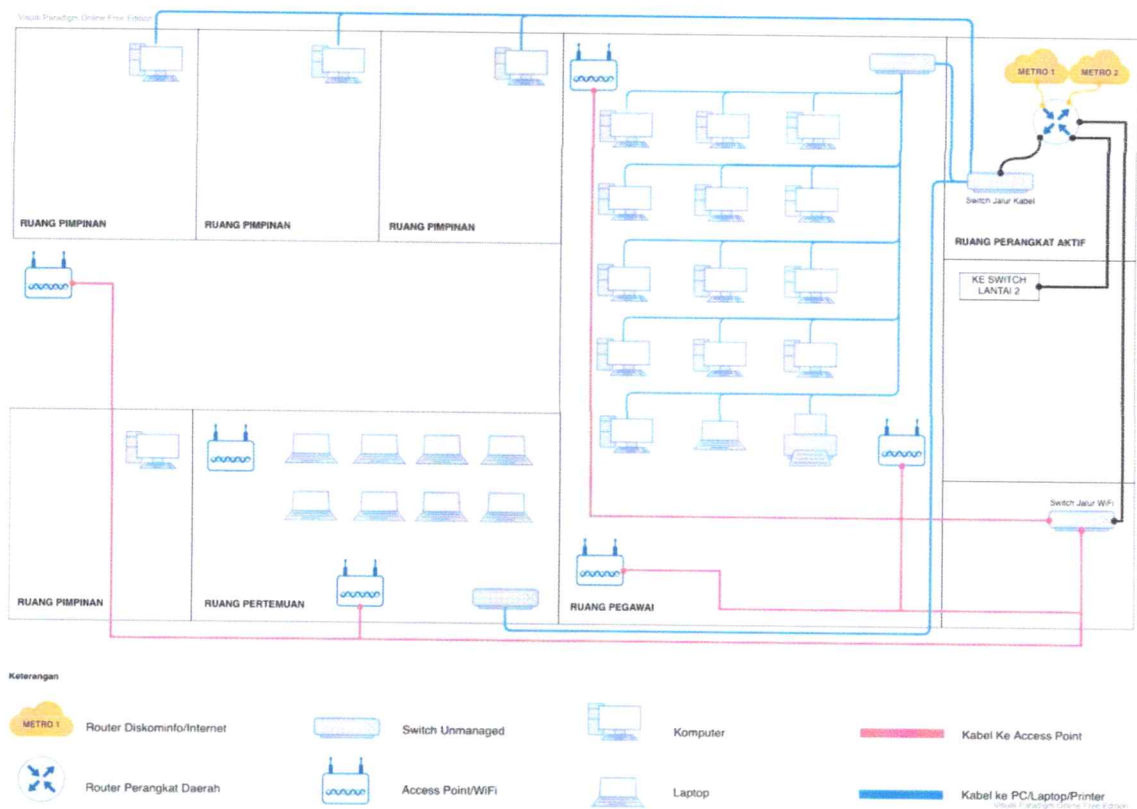 Visual Paradigm Online Free Edition
METRO 1
METRO 2
Switch Jalur Kabel
RUANG PIMPINAN
RUANG PIMPINAN
RUANG PIMPINAN
RUANG PERANGKAT AKTIF
KE SWITCH
LANTAI 2
Switch Jalur WiFi
RUANG PIMPINAN
RUANG PERTEMUAN
RUANG PEGAWAI
Keterangan
METRO 1
Router Diskominfo/Internet
Switch Unmanaged
Komputer
Kabel Ke Access Point
Router Perangkat Daerah
Access Point/WiFi
Laptop
Kabel ke PC/Laptop/Printer
Visual Paradigm Online Free Edition